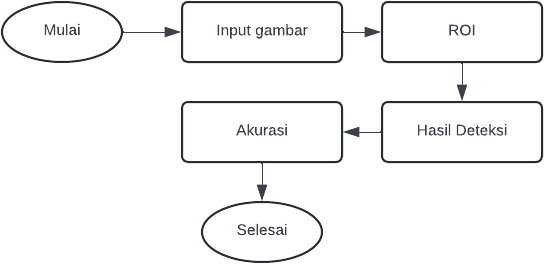 Mulai
Input gambar
ROI
Hasil Deteksi
Akurasi
Selesai